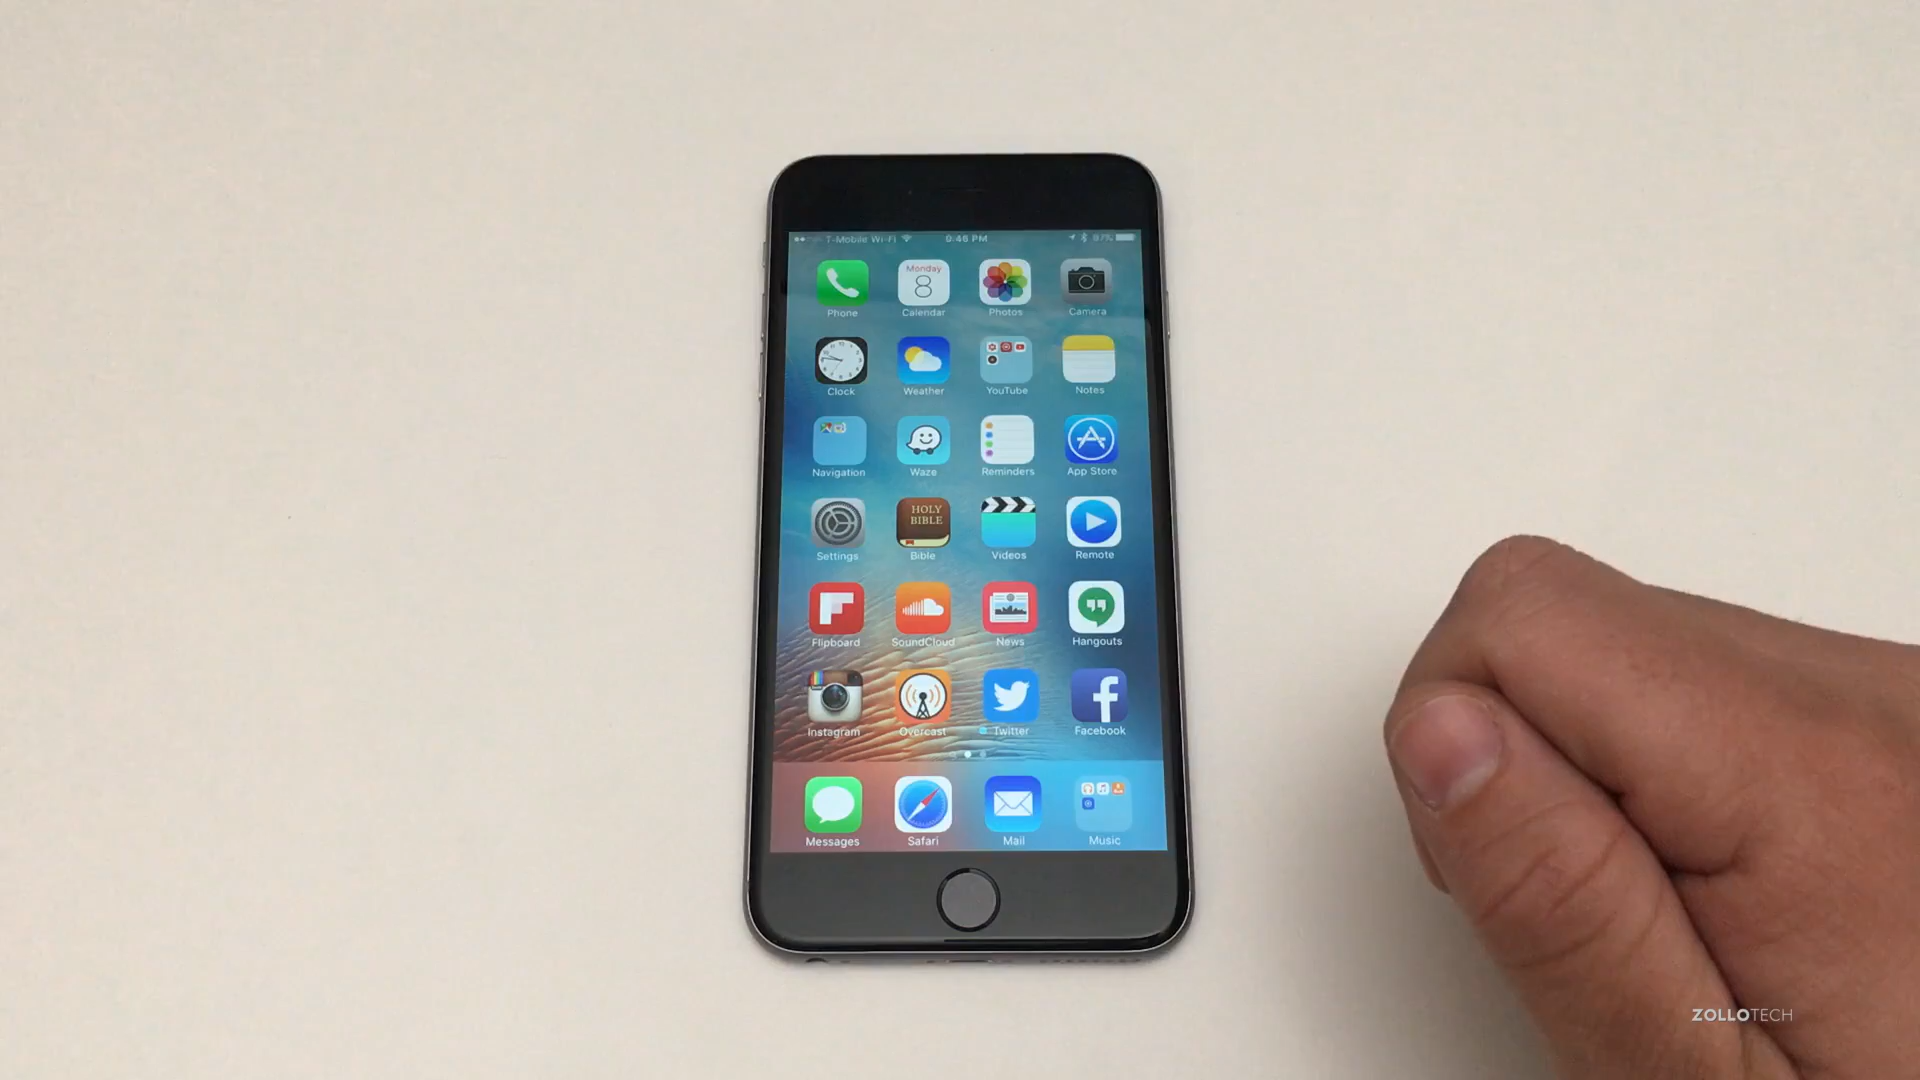 T-Mobile Wi-Fi 9:46 PM 97%
Monday
8
Phone Calendar Photos Camera
Clock Weather YouTube Notes
Navigation Waze Reminders App Store
HOLY
BIBLE
Settings Bible Videos Remote
Flipboard SoundCloud News Hangouts
Instagram Overcast Twitter Facebook
Messages Safari Mail Music
ZOLLOTECH